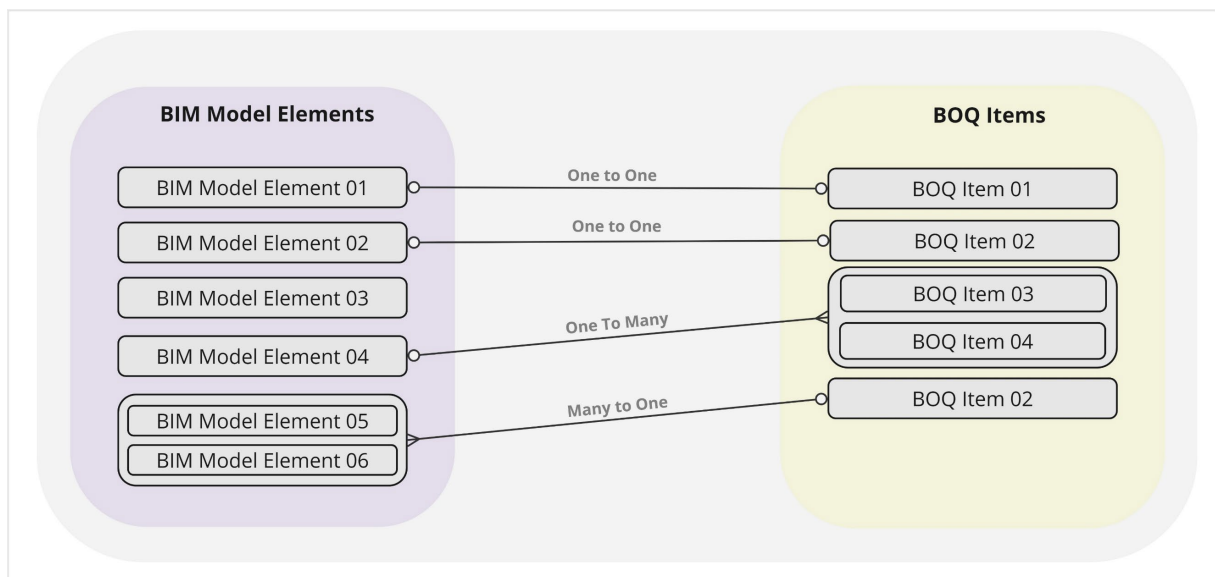 BIM Model Elements
BOQ Items
BIM Model Element 01
One to One
BOQ Item 01
BIM Model Element 02
One to One
BOQ Item 02
BIM Model Element 03
BOQ Item 03
One To Many
BIM Model Element 04
BOQ Item 04
BIM Model Element 05
Many to One
BOQ Item 02
BIM Model Element 06